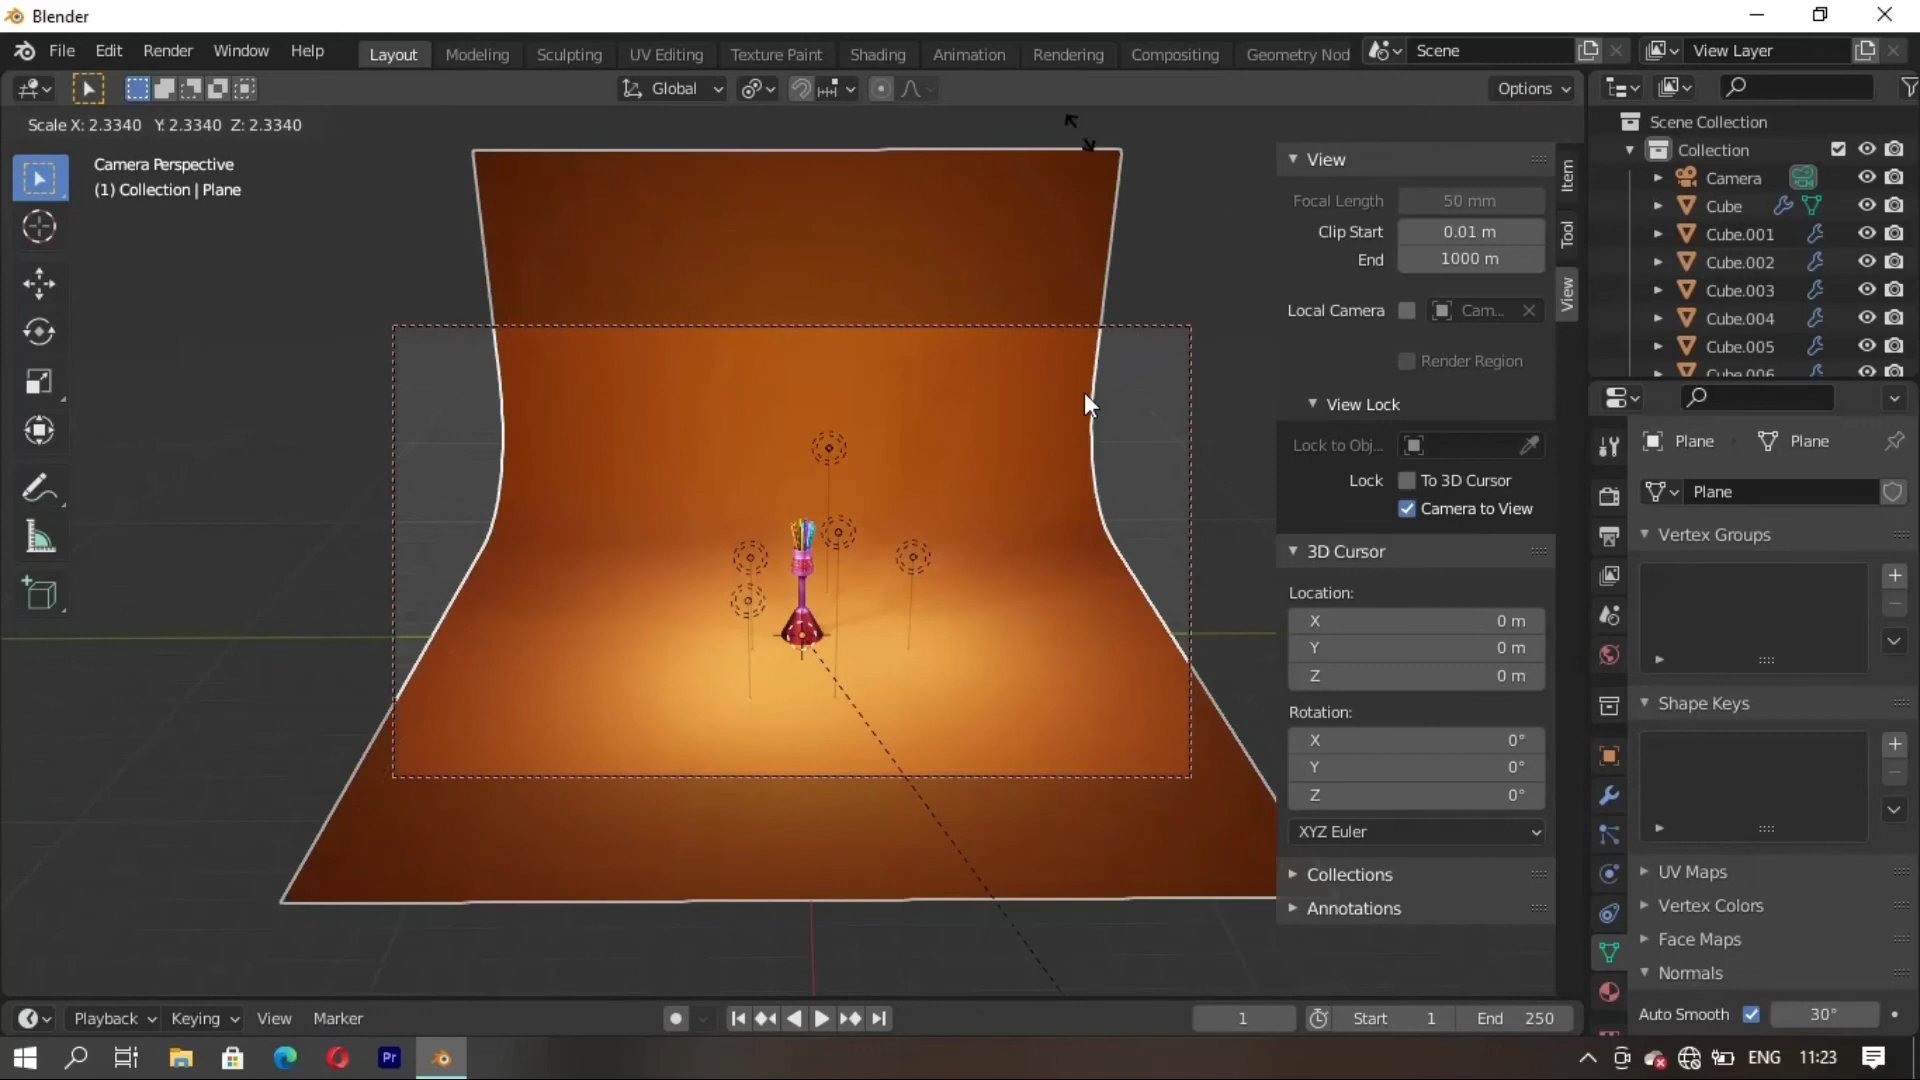 Blender
File Edit Render Window Help Layout Modeling Sculpting UV Editing Texture Paint Shading Animation Rendering Compositing Geometry Nod Scene View Layer
Global Options
Scale X: 2.3340 Y: 2.3340 Z: 2.3340
Camera Perspective
(1) Collection | Plane
View
Focal Length 50 mm
Clip Start 0.01 m
End 1000 m
Local Camera Cam...
Render Region
View Lock
Lock to Obj...
Lock To 3D Cursor
Camera to View
3D Cursor
Location:
X 0 m
Y 0 m
Z 0 m
Rotation:
X 0°
Y 0°
Z 0°
XYZ Euler
Collections
Annotations
Item
Tool
View
Scene Collection
Collection
Camera
Cube
Cube.001
Cube.002
Cube.003
Cube.004
Cube.005
Cube.006
Plane Plane
Plane
Vertex Groups
Shape Keys
UV Maps
Vertex Colors
Face Maps
Normals
Auto Smooth 30°
Playback Keying View Marker 1 Start 1 End 250
Pr ENG 11:23